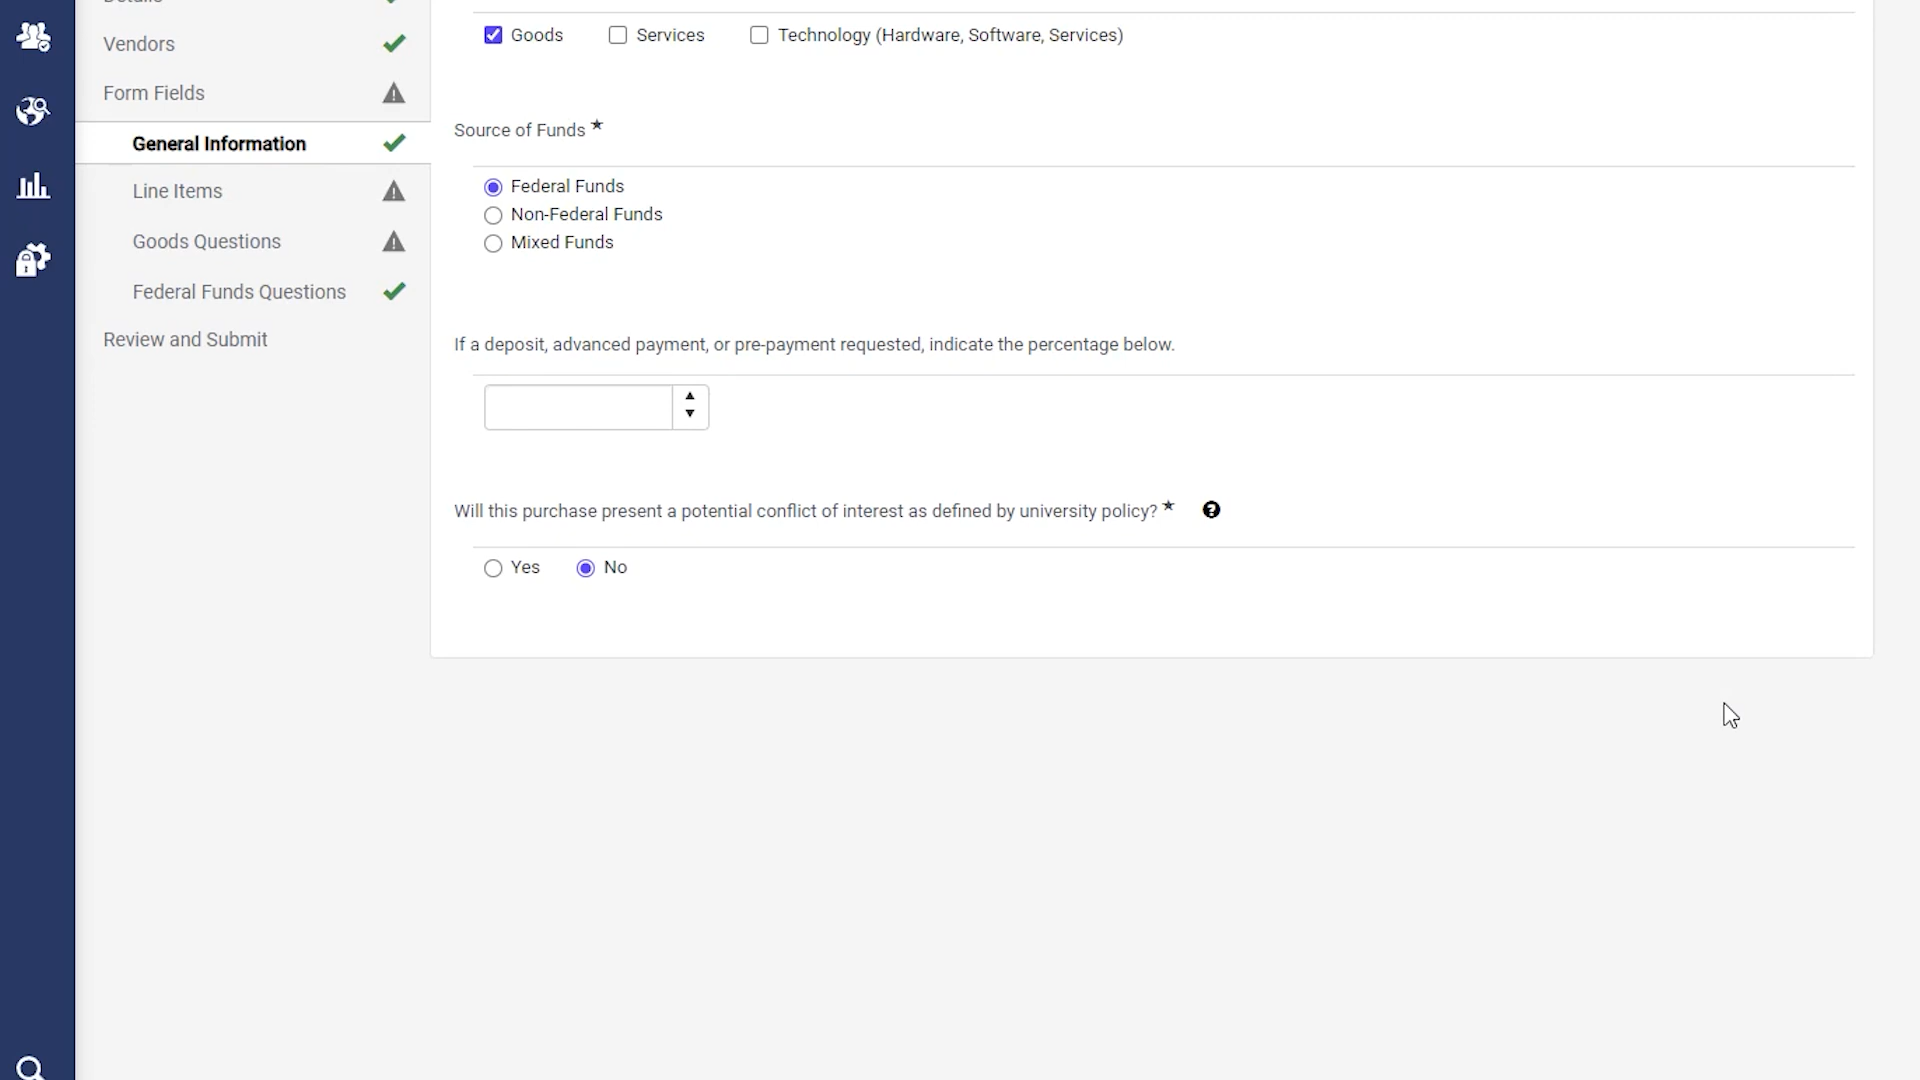 Details
Vendors
Form Fields
General Information
Line Items
Goods Questions
Federal Funds Questions
Review and Submit
Goods Services Technology (Hardware, Software, Services)
Source of Funds ★
Federal Funds
Non-Federal Funds
Mixed Funds
If a deposit, advanced payment, or pre-payment requested, indicate the percentage below.
Will this purchase present a potential conflict of interest as defined by university policy? ★ ?
Yes No